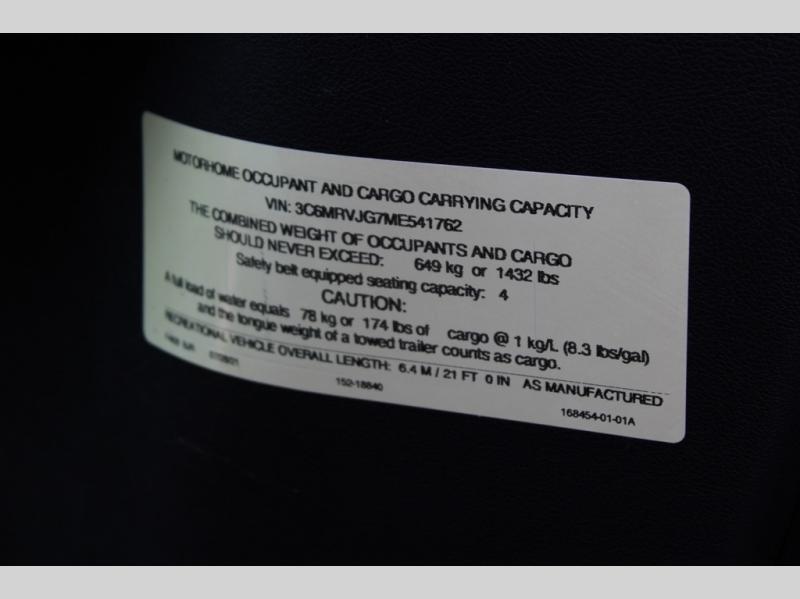 MOTORHOME OCCUPANT AND CARGO CARRYING CAPACITY
VIN: 3C6MRVJG7ME541762
THE COMBINED WEIGHT OF OCCUPANTS AND CARGO
SHOULD NEVER EXCEED: 649 kg or 1432 lbs
Safety belt equipped seating capacity: 4
CAUTION:
A full load of water equals 78 kg or 174 lbs of cargo @ 1 kg/L (8.3 lbs/gal)
and the tongue weight of a towed trailer counts as cargo.
RECREATIONAL VEHICLE OVERALL LENGTH: 6.4 M / 21 FT 0 IN AS MANUFACTURED
152-18840
168454-01-01A